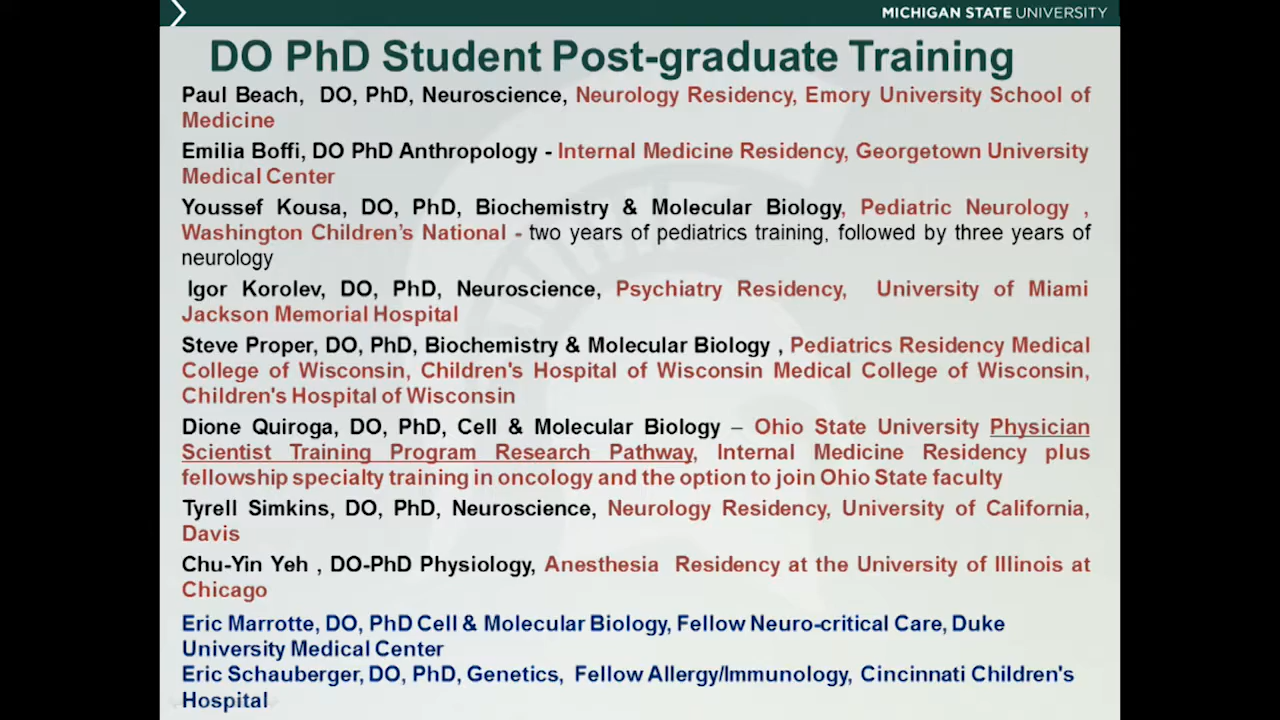 MICHIGAN STATE UNIVERSITY
DO PhD Student Post-graduate Training
Paul Beach, DO, PhD, Neuroscience, Neurology Residency, Emory University School of
Medicine
Emilia Boffi, DO PhD Anthropology - Internal Medicine Residency, Georgetown University
Medical Center
Youssef Kousa, DO, PhD, Biochemistry & Molecular Biology, Pediatric Neurology ,
Washington Children's National - two years of pediatrics training, followed by three years of
neurology
Igor Korolev, DO, PhD, Neuroscience, Psychiatry Residency, University of Miami
Jackson Memorial Hospital
Steve Proper, DO, PhD, Biochemistry & Molecular Biology , Pediatrics Residency Medical
College of Wisconsin, Children's Hospital of Wisconsin Medical College of Wisconsin,
Children's Hospital of Wisconsin
Dione Quiroga, DO, PhD, Cell & Molecular Biology – Ohio State University Physician
Scientist Training Program Research Pathway, Internal Medicine Residency plus
fellowship specialty training in oncology and the option to join Ohio State faculty
Tyrell Simkins, DO, PhD, Neuroscience, Neurology Residency, University of California,
Davis
Chu-Yin Yeh , DO-PhD Physiology, Anesthesia Residency at the University of Illinois at
Chicago
Eric Marrotte, DO, PhD Cell & Molecular Biology, Fellow Neuro-critical Care, Duke
University Medical Center
Eric Schauberger, DO, PhD, Genetics, Fellow Allergy/Immunology, Cincinnati Children's
Hospital